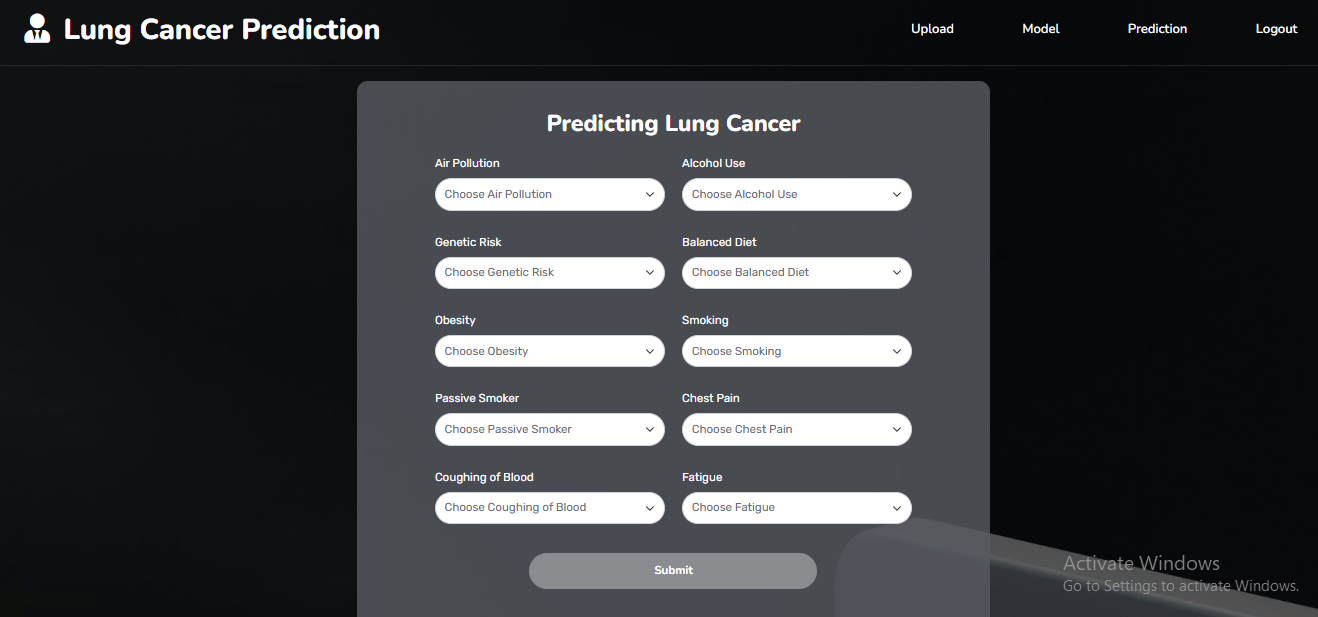 Lung Cancer Prediction
Upload Model Prediction Logout
Predicting Lung Cancer
Air Pollution Alcohol Use
Choose Air Pollution Choose Alcohol Use
Genetic Risk Balanced Diet
Choose Genetic Risk Choose Balanced Diet
Obesity Smoking
Choose Obesity Choose Smoking
Passive Smoker Chest Pain
Choose Passive Smoker Choose Chest Pain
Coughing of Blood Fatigue
Choose Coughing of Blood Choose Fatigue
Submit
Activate Windows
Go to Settings to activate Windows.